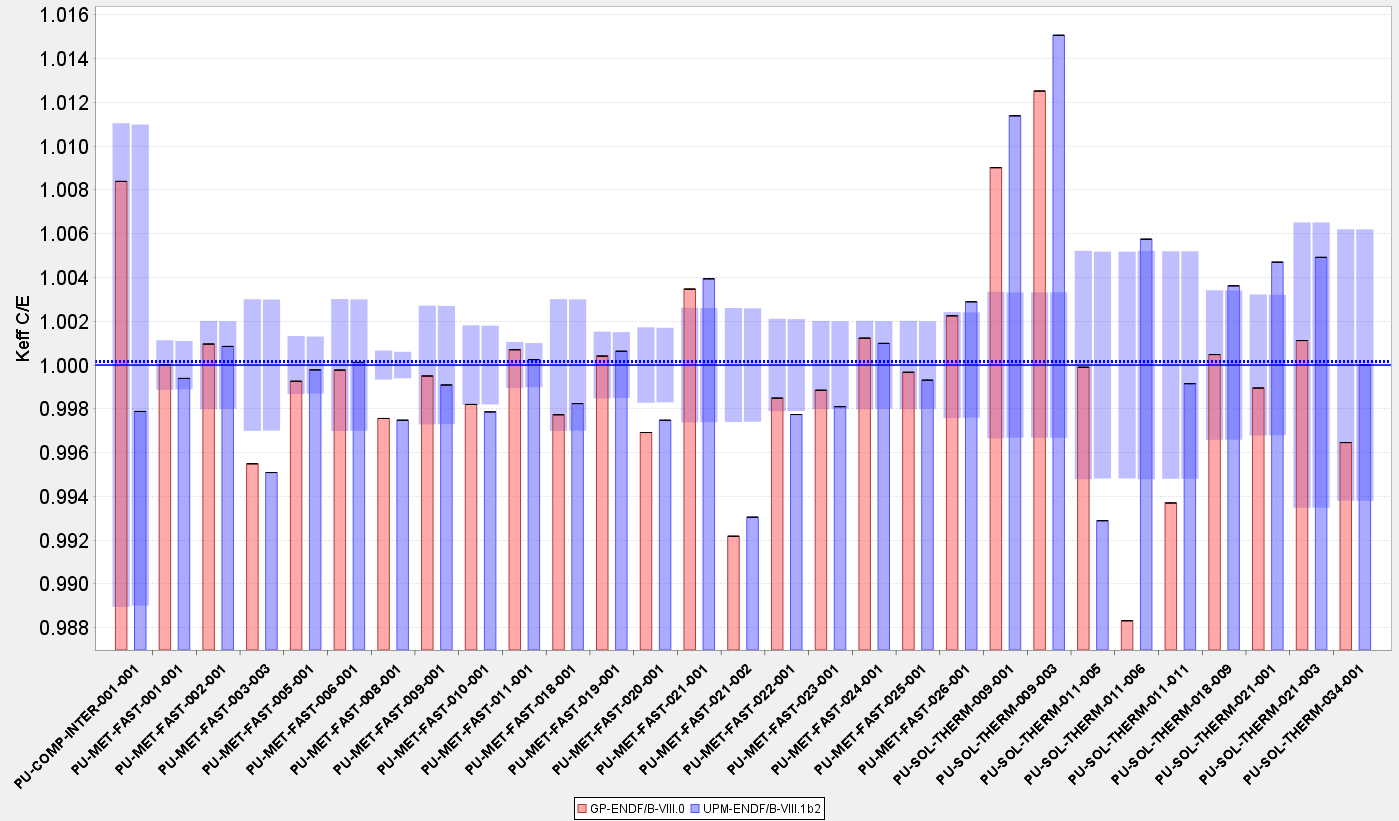 1.016
1.014
1.012
1.010
1.008
1.006
1.004
1.002
1.000
0.998
0.996
0.994
0.992
0.990
0.988
Keff C/E
PU-COMP-INTER-001-001
PU-MET-FAST-001-001
PU-MET-FAST-002-001
PU-MET-FAST-003-003
PU-MET-FAST-005-001
PU-MET-FAST-006-001
PU-MET-FAST-008-001
PU-MET-FAST-009-001
PU-MET-FAST-010-001
PU-MET-FAST-011-001
PU-MET-FAST-018-001
PU-MET-FAST-019-001
PU-MET-FAST-020-001
PU-MET-FAST-021-001
PU-MET-FAST-021-002
PU-MET-FAST-022-001
PU-MET-FAST-023-001
PU-MET-FAST-024-001
PU-MET-FAST-025-001
PU-MET-FAST-026-001
PU-SOL-THERM-009-001
PU-SOL-THERM-009-003
PU-SOL-THERM-011-005
PU-SOL-THERM-011-006
PU-SOL-THERM-011-011
PU-SOL-THERM-018-009
PU-SOL-THERM-021-001
PU-SOL-THERM-021-003
PU-SOL-THERM-034-001
GP-ENDF/B-VIII.0 UPM-ENDF/B-VIII.1b2